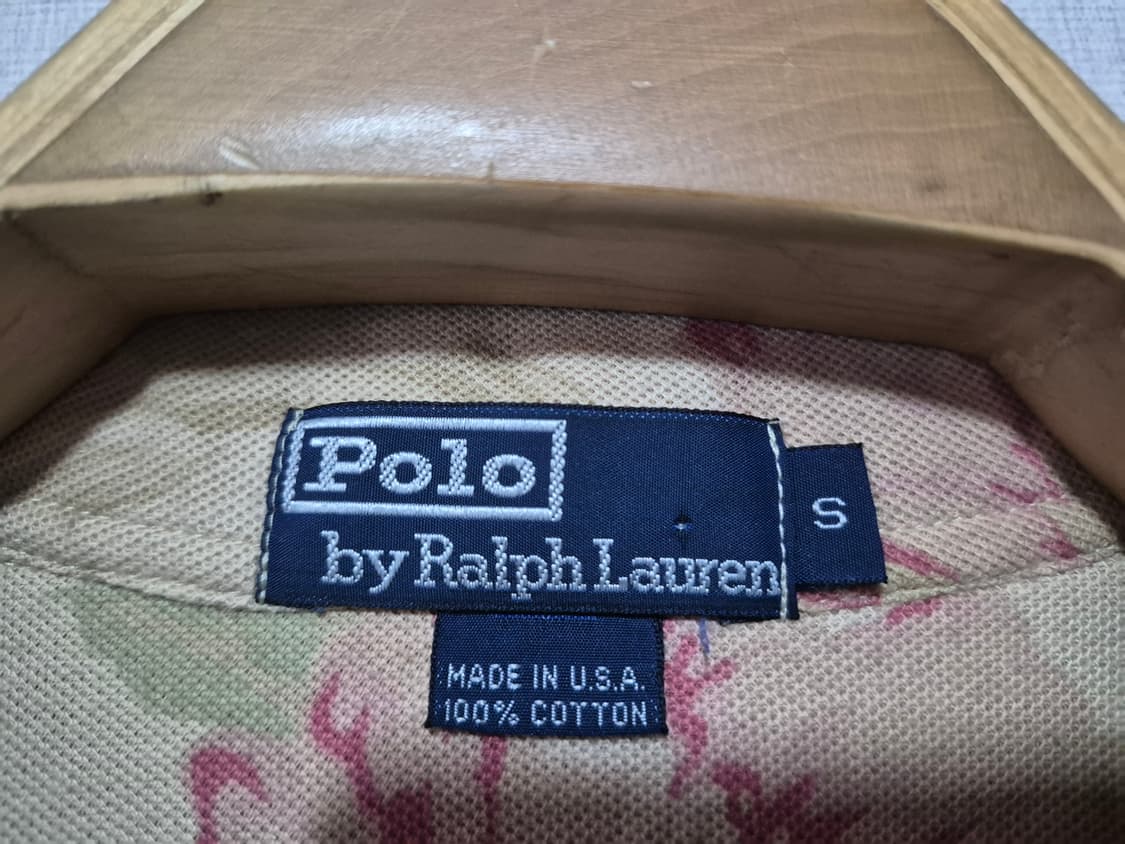 Polo
by Ralph Lauren
S
MADE IN U.S.A.
100% COTTON